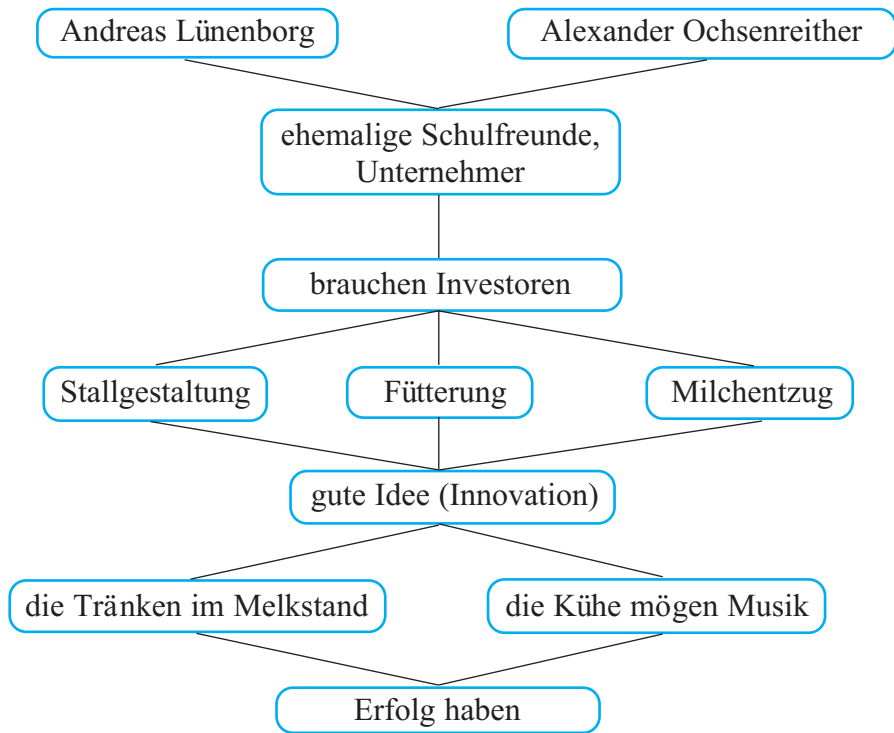 Andreas Lünenborg
Alexander Ochsenreither
ehemalige Schulfreunde,
Unternehmer
brauchen Investoren
Stallgestaltung
Fütterung
Milchentzug
gute Idee (Innovation)
die Tränken im Melkstand
die Kühe mögen Musik
Erfolg haben